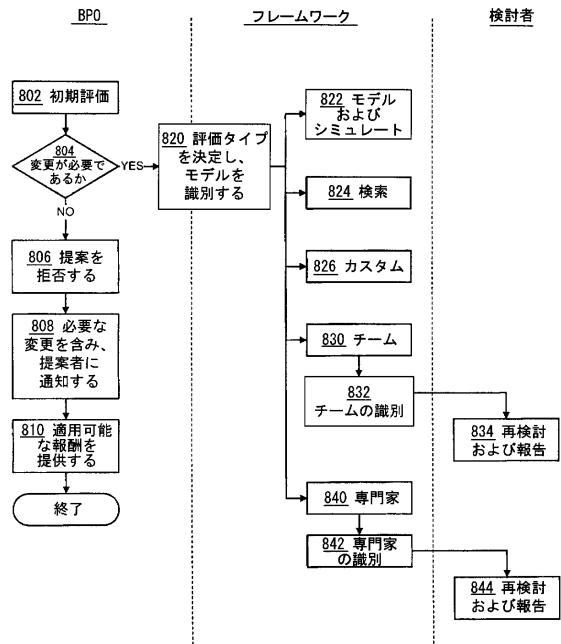 BPO
フレームワーク
検討者
802 初期評価
804
変更が必要で
あるか
YES
NO
806 提案を
拒否する
808 必要な
変更を含み、
提案者に
通知する
810 適用可能
な報酬を
提供する
終了
820 評価タイプ
を決定し、
モデルを
識別する
822 モデル
および
シミュレート
824 検索
826 カスタム
830 チーム
832
チームの識別
834 再検討
および報告
840 専門家
842 専門家
の識別
844 再検討
および報告